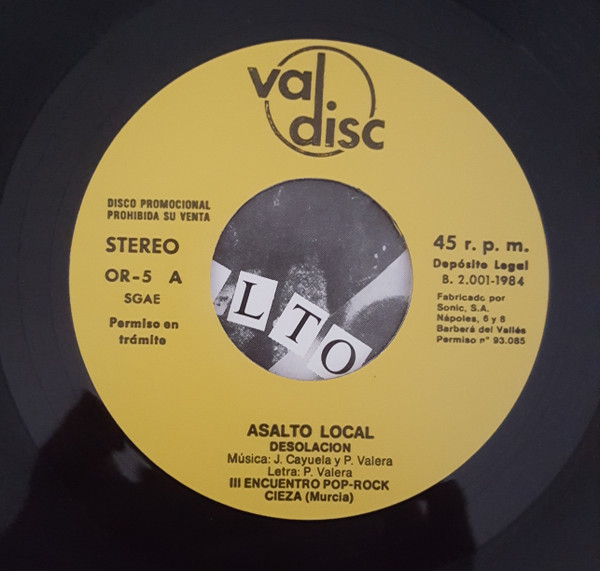 val
disc
DISCO PROMOCIONAL
PROHIBIDA SU VENTA
STEREO
OR-5 A
SGAE
Permiso en
trámite
45 r. p. m.
Depósito Legal
B. 2.001-1984
Fabricado por
Sonic, S.A.
Nápoles, 6 y 8
Barberá del Vallés
Permiso nº 93.085
LTO
ASALTO LOCAL
DESOLACION
Música: J. Cayuela y P. Valera
Letra: P. Valera
III ENCUENTRO POP-ROCK
CIEZA (Murcia)